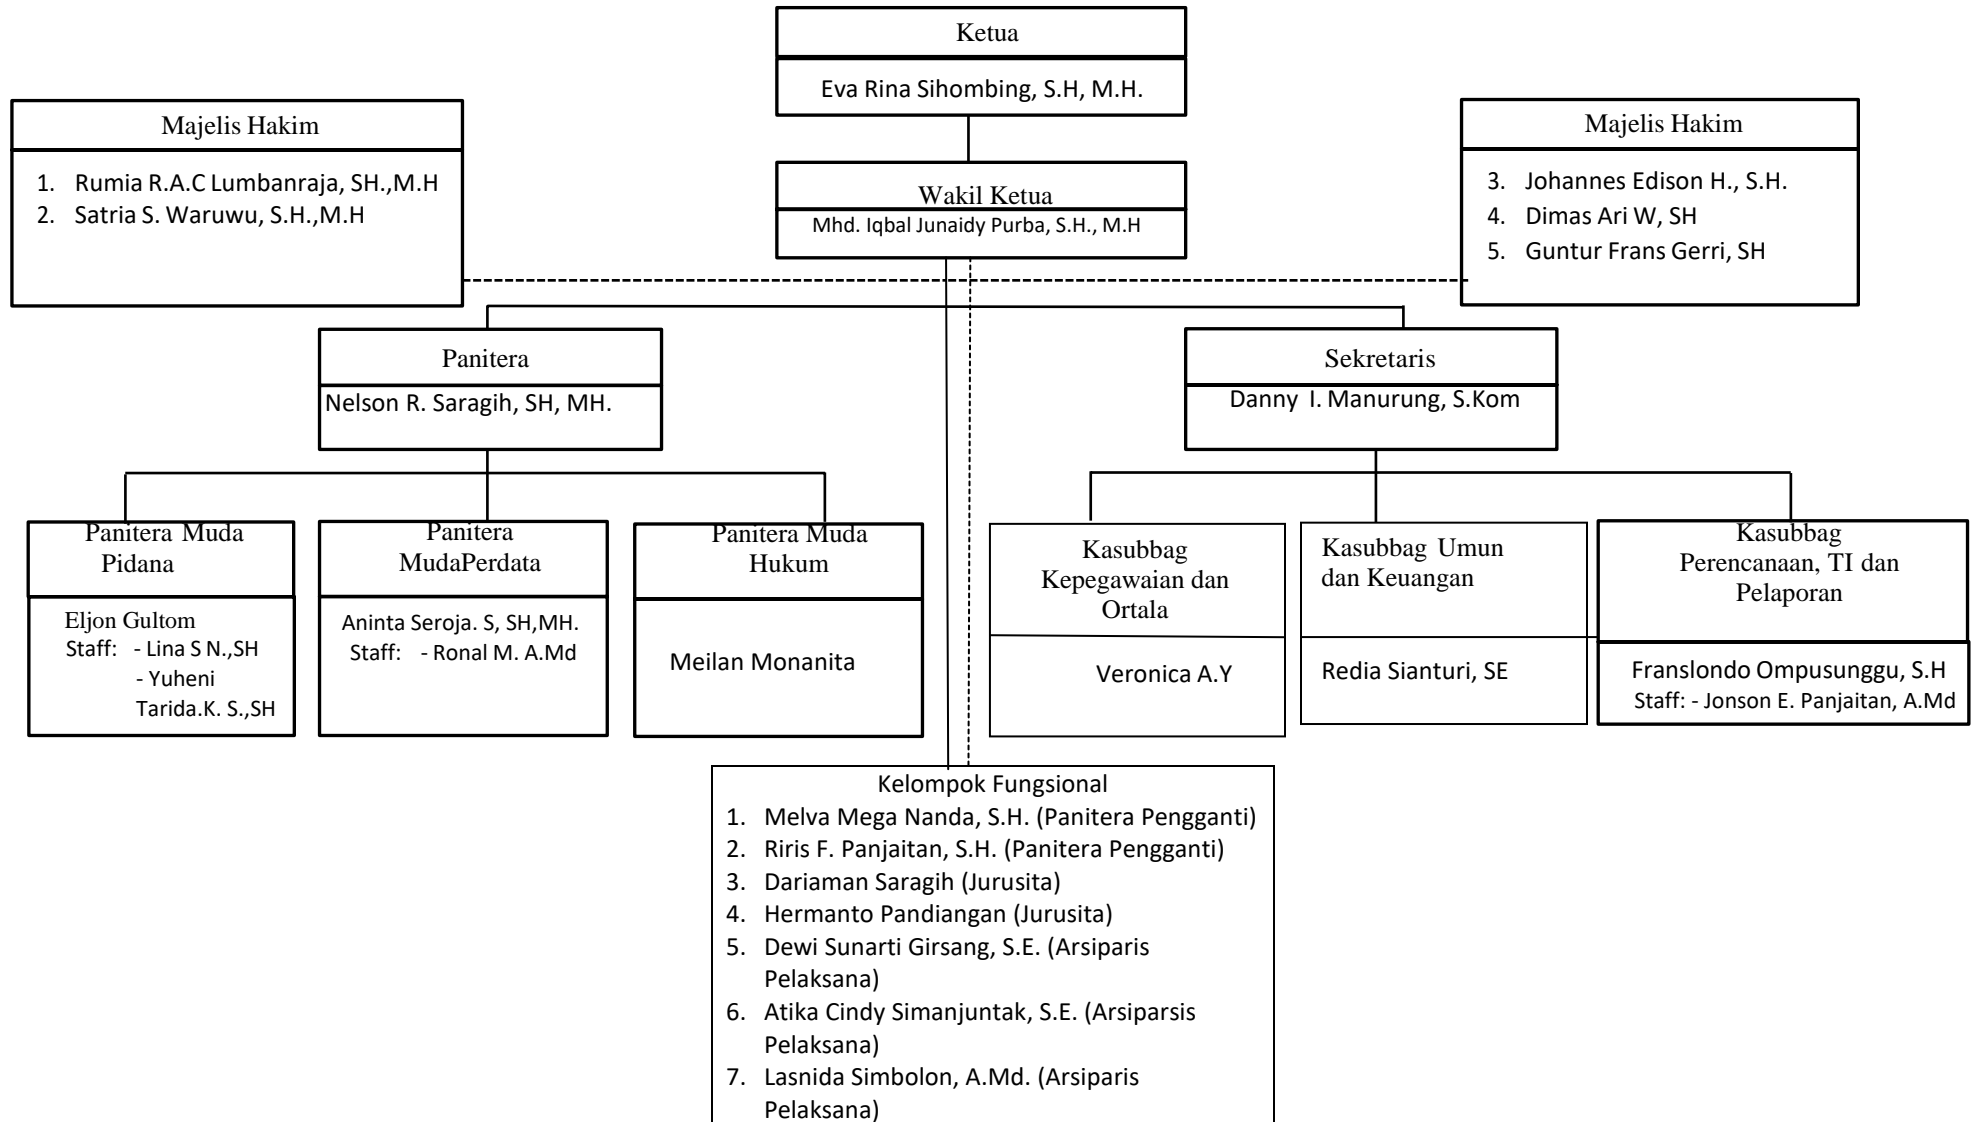 Ketua
Eva Rina Sihombing, S.H, M.H.
Majelis Hakim
1. Rumia R.A.C Lumbanraja, SH.,M.H
2. Satria S. Waruwu, S.H.,M.H
Wakil Ketua
Mhd. Iqbal Junaidy Purba, S.H., M.H
Majelis Hakim
3. Johannes Edison H., S.H.
4. Dimas Ari W, SH
5. Guntur Frans Gerri, SH
Panitera
Nelson R. Saragih, SH, MH.
Sekretaris
Danny I. Manurung, S.Kom
Panitera Muda
Pidana
Eljon Gultom
Staff: - Lina S N.,SH
- Yuheni
Tarida.K. S.,SH
Panitera
MudaPerdata
Aninta Seroja. S, SH,MH.
Staff: - Ronal M. A.Md
Panitera Muda
Hukum
Meilan Monanita
Kasubbag
Kepegawaian dan
Ortala
Veronica A.Y
Kasubbag Umun
dan Keuangan
Redia Sianturi, SE
Kasubbag
Perencanaan, TI dan
Pelaporan
Franslondo Ompusunggu, S.H
Staff: - Jonson E. Panjaitan, A.Md
Kelompok Fungsional
1. Melva Mega Nanda, S.H. (Panitera Pengganti)
2. Riris F. Panjaitan, S.H. (Panitera Pengganti)
3. Dariaman Saragih (Jurusita)
4. Hermanto Pandiangan (Jurusita)
5. Dewi Sunarti Girsang, S.E. (Arsiparis
Pelaksana)
6. Atika Cindy Simanjuntak, S.E. (Arsiparsis
Pelaksana)
7. Lasnida Simbolon, A.Md. (Arsiparis
Pelaksana)